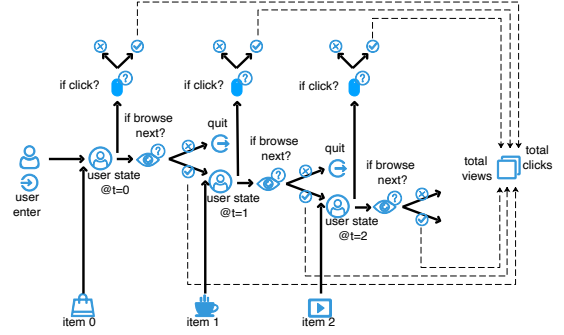 if click?
if click?
if click?
if browse
next?
quit
if browse
next?
quit
if browse
next?
total
views
total
clicks
user
enter
user state
@t=0
user state
@t=1
user state
@t=2
item 0
item 1
item 2